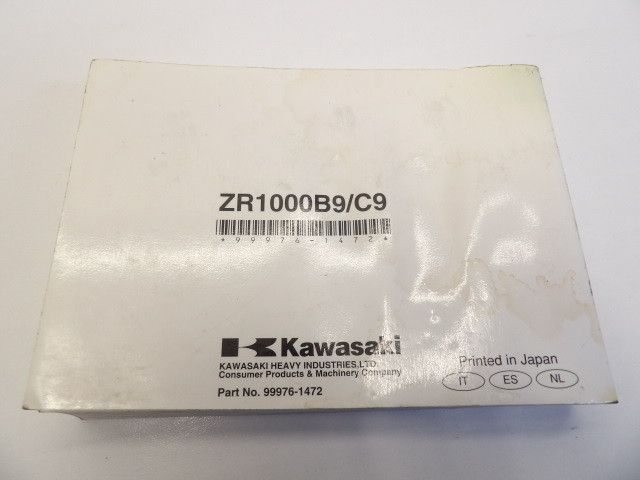 ZR1000B9/C9
*99976-1472*
Kawasaki
KAWASAKI HEAVY INDUSTRIES,LTD.
Consumer Products & Machinery Company
Part No. 99976-1472
Printed in Japan
IT ES NL